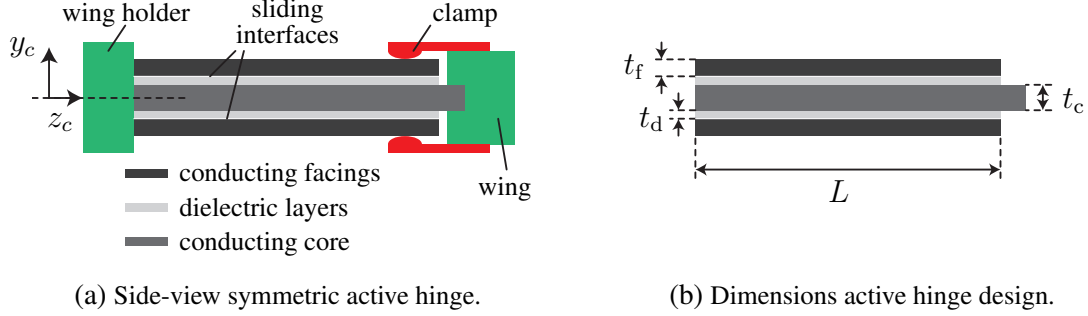 wing holder
sliding
interfaces
clamp
y_c
z_c
wing
conducting facings
dielectric layers
conducting core
(a) Side-view symmetric active hinge.
t_f
t_d
t_c
L
(b) Dimensions active hinge design.